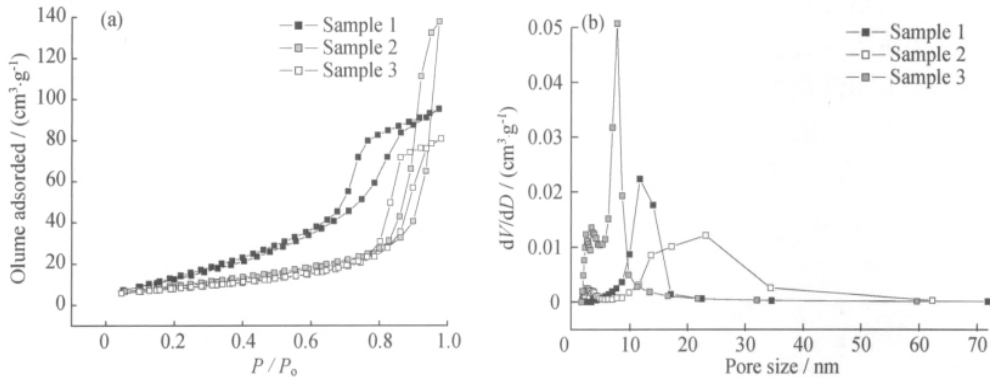 (a)
Sample 1
Sample 2
Sample 3
140
120
100
80
60
40
20
0
0
0.2
0.4
0.6
0.8
1.0
Olume adsorded / (cm³·g⁻¹)
P / Pₒ
(b)
Sample 1
Sample 2
Sample 3
0.05
0.04
0.03
0.02
0.01
0
0
10
20
30
40
50
60
70
dV/dD / (cm³·g⁻¹)
Pore size / nm